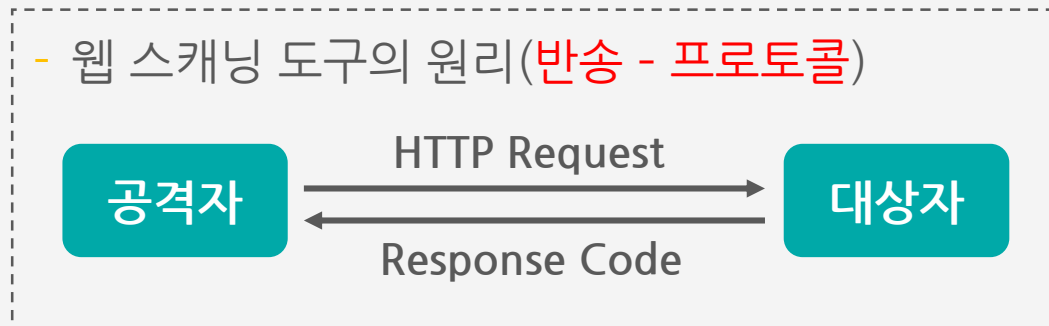 - 웹 스캐닝 도구의 원리(반송 - 프로토콜)
HTTP Request
공격자
대상자
Response Code